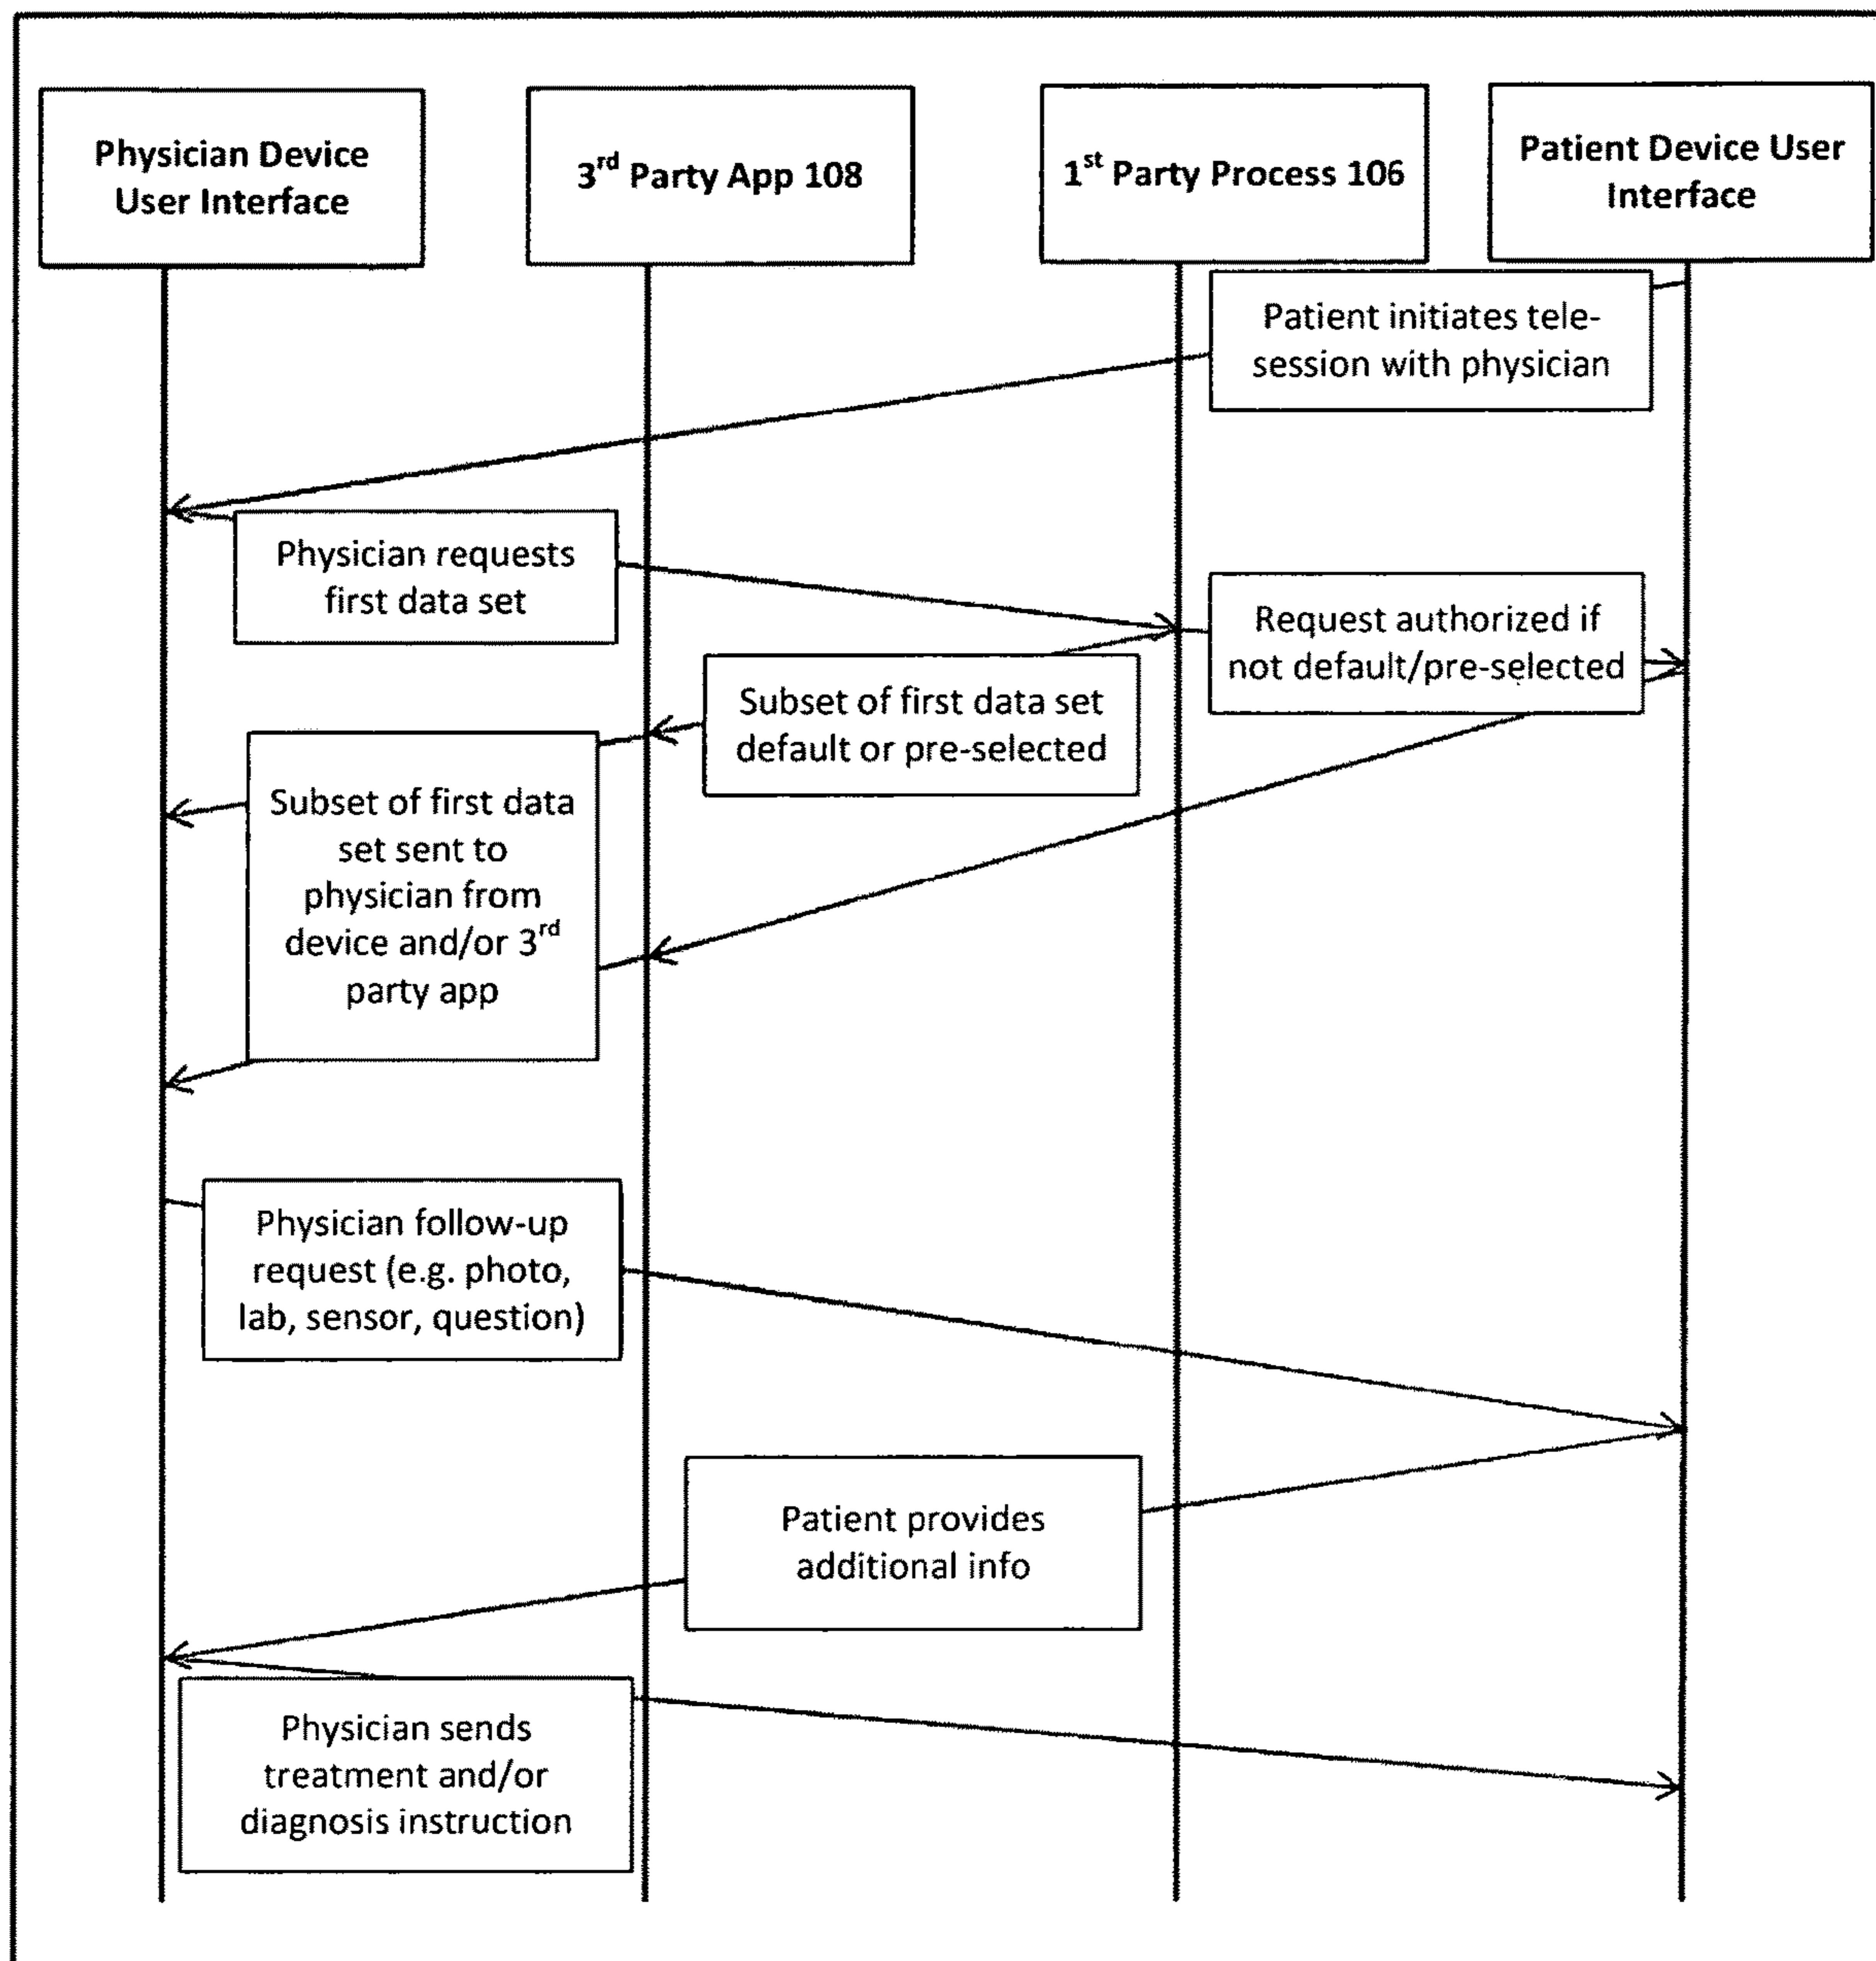 Physician Device
User Interface
3rd Party App 108
1st Party Process 106
Patient Device User
Interface
Patient initiates tele-
session with physician
Physician requests
first data set
Request authorized if
not default/pre-selected
Subset of first data set
default or pre-selected
Subset of first data
set sent to
physician from
device and/or 3rd
party app
Physician follow-up
request (e.g. photo,
lab, sensor, question)
Patient provides
additional info
Physician sends
treatment and/or
diagnosis instruction